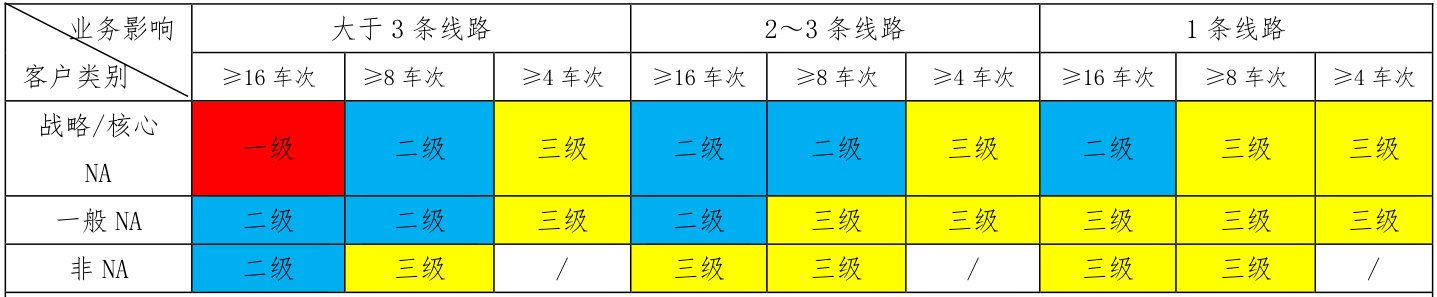 业务影响 大于 3 条线路 2～3 条线路 1 条线路
客户类别 ≥16 车次 ≥8 车次 ≥4 车次 ≥16 车次 ≥8 车次 ≥4 车次 ≥16 车次 ≥8 车次 ≥4 车次
战略/核心
NA 一级 二级 三级 二级 二级 三级 二级 三级 三级
一般 NA 二级 二级 三级 二级 三级 三级 三级 三级 三级
非 NA 二级 三级 / 三级 三级 / 三级 三级 /